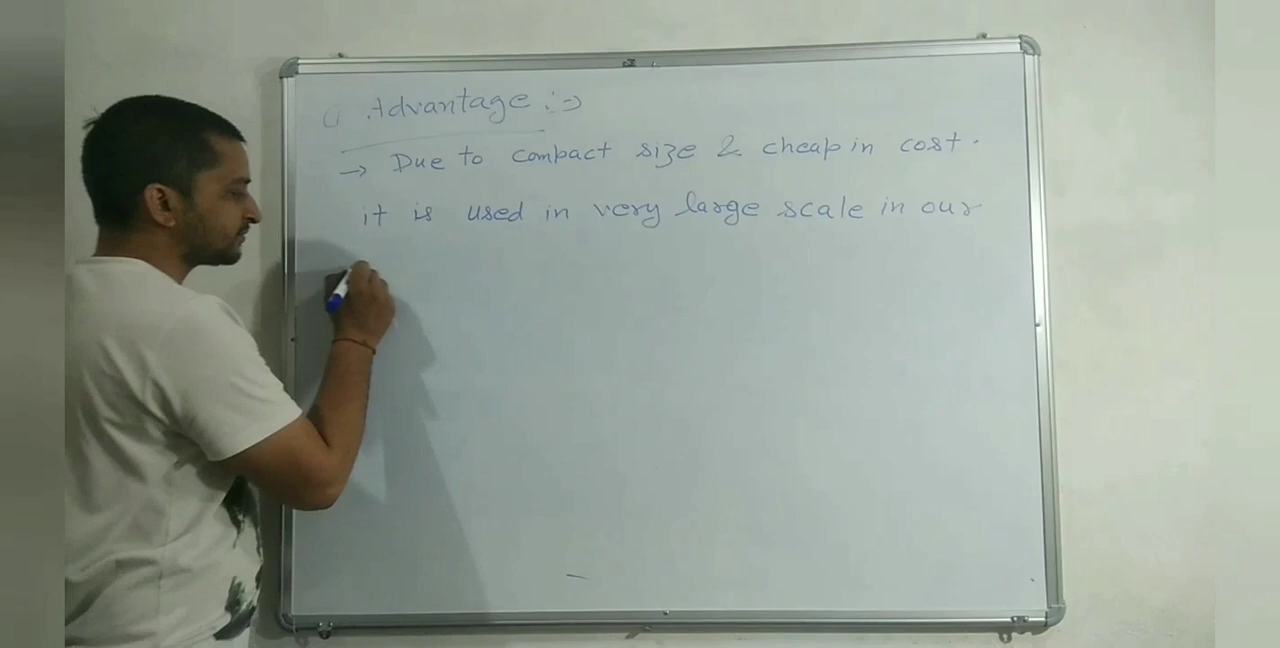 Advantage :→
→ Due to compact size & cheap in cost.
it is used in very large scale in our